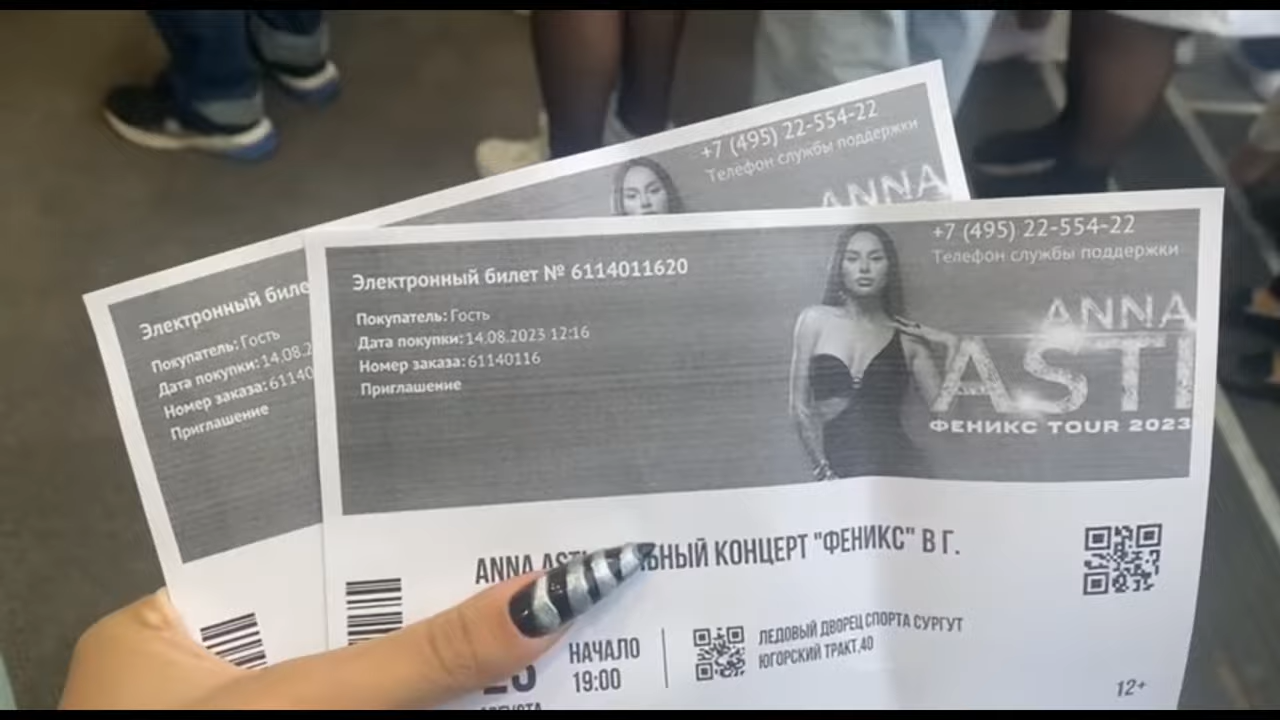 +7 (495) 22-554-22
Телефон службы поддержки
ANNA
Электронный биле
Покупатель: Гость
Дата покупки: 14.08.2
Номер заказа: 61140
Приглашение
+7 (495) 22-554-22
Телефон службы поддержки
Электронный билет № 6114011620
Покупатель: Гость
Дата покупки: 14.08.2023 12:16
Номер заказа: 61140116
Приглашение
ANNA
ASTI
ФЕНИКС TOUR 2023
ANNA ASTI ЬНЫЙ КОНЦЕРТ "ФЕНИКС" В Г.
НАЧАЛО
19:00
ЛЕДОВЫЙ ДВОРЕЦ СПОРТА СУРГУТ
ЮГОРСКИЙ ТРАКТ,40
12+